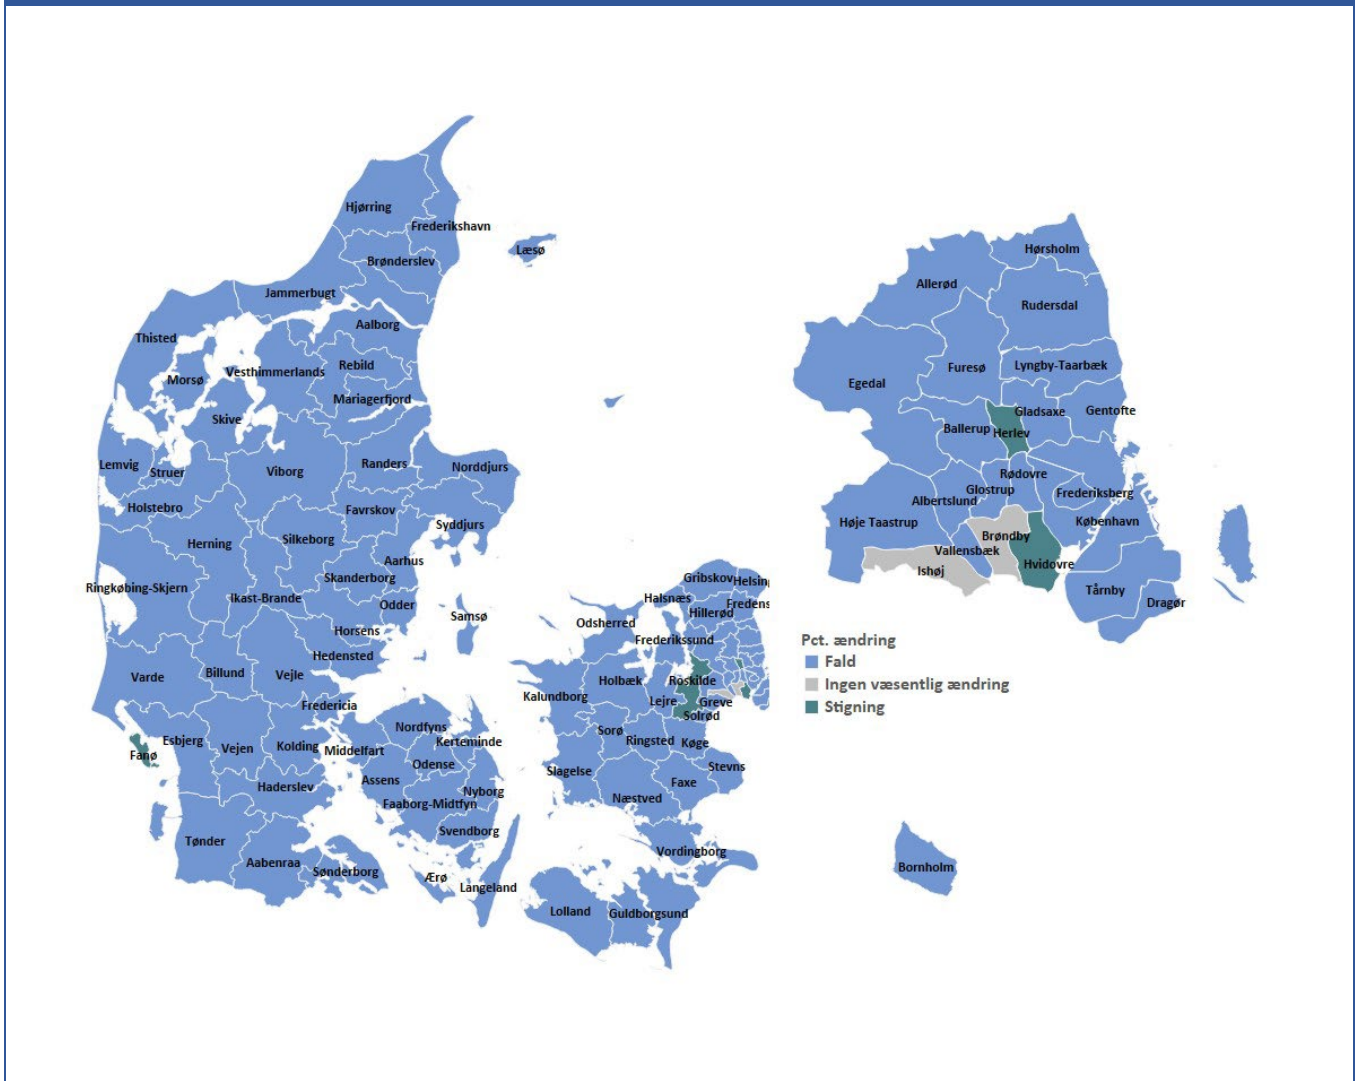 Hjørring
Frederikshavn
Læsø
Brønderslev
Jammerbugt
Aalborg
Thisted
Rebild
Vesthimmerlands
Morsø
Mariagerfjord
Skive
Lemvig
Struer
Viborg
Randers
Norddjurs
Holstebro
Favrskov
Syddjurs
Herning
Silkeborg
Aarhus
Skanderborg
Ringkøbing-Skjern
Ikast-Brande
Odder
Samsø
Horsens
Hedensted
Varde
Billund
Vejle
Fredericia
Esbjerg
Fanø
Vejen
Kolding
Middelfart
Nordfyns
Kerteminde
Odense
Assens
Haderslev
Nyborg
Faaborg-Midtfyn
Svendborg
Tønder
Aabenraa
Sønderborg
Ærø
Langeland
Gribskov
Helsing
Halsnæs
Fredens
Hillerød
Odsherred
Frederikssund
Holbæk
Roskilde
Kalundborg
Lejre
Greve
Solrød
Sorø
Ringsted
Køge
Stevns
Slagelse
Faxe
Næstved
Vordingborg
Lolland
Guldborgsund
Hørsholm
Allerød
Rudersdal
Furesø
Lyngby-Taarbæk
Egedal
Gladsaxe
Gentofte
Ballerup
Herlev
Rødovre
Glostrup
Frederiksberg
Albertslund
Høje Taastrup
København
Brøndby
Vallensbæk
Hvidovre
Ishøj
Tårnby
Dragør
Pct. ændring
Fald
Ingen væsentlig ændring
Stigning
Bornholm